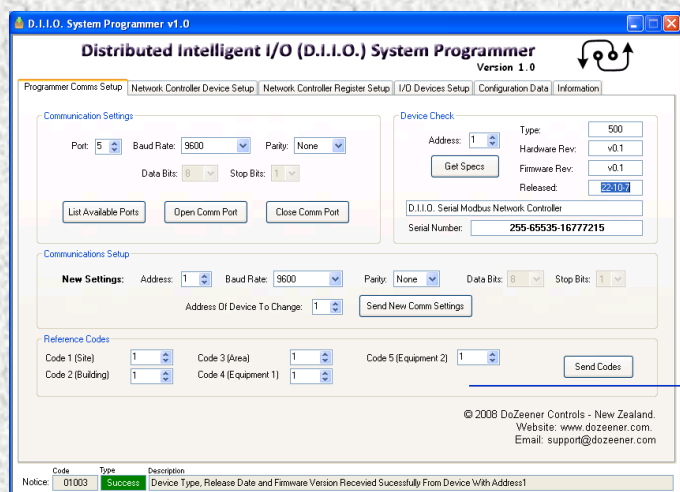 D.I.I.O. System Programmer v1.0
Distributed Intelligent I/O (D.I.I.O.) System Programmer
Version 1.0
Programmer Comms Setup Network Controller Device Setup Network Controller Register Setup I/O Devices Setup Configuration Data Information
Communication Settings
Port: 5 Baud Rate: 9600 Parity: None
Data Bits: 8 Stop Bits: 1
List Available Ports Open Comm Port Close Comm Port
Device Check
Address: 1
Get Specs
Type: 500
Hardware Rev: v0.1
Firmware Rev: v0.1
Released: 22-10-7
D.I.I.O. Serial Modbus Network Controller
Serial Number: 255-65535-16777215
Communications Setup
New Settings: Address: 1 Baud Rate: 9600 Parity: None Data Bits: 8 Stop Bits: 1
Address Of Device To Change: 1 Send New Comm Settings
Reference Codes
Code 1 (Site) 1 Code 3 (Area) 1 Code 5 (Equipment 2) 1
Code 2 (Building) 1 Code 4 (Equipment 1) 1
Send Codes
© 2008 DoZeener Controls - New Zealand.
Website: www.dozeener.com.
Email: support@dozeener.com
Code Type Description
Notice: 01003 Success Device Type, Release Date and Firmware Version Recevied Sucessfully From Device With Address1